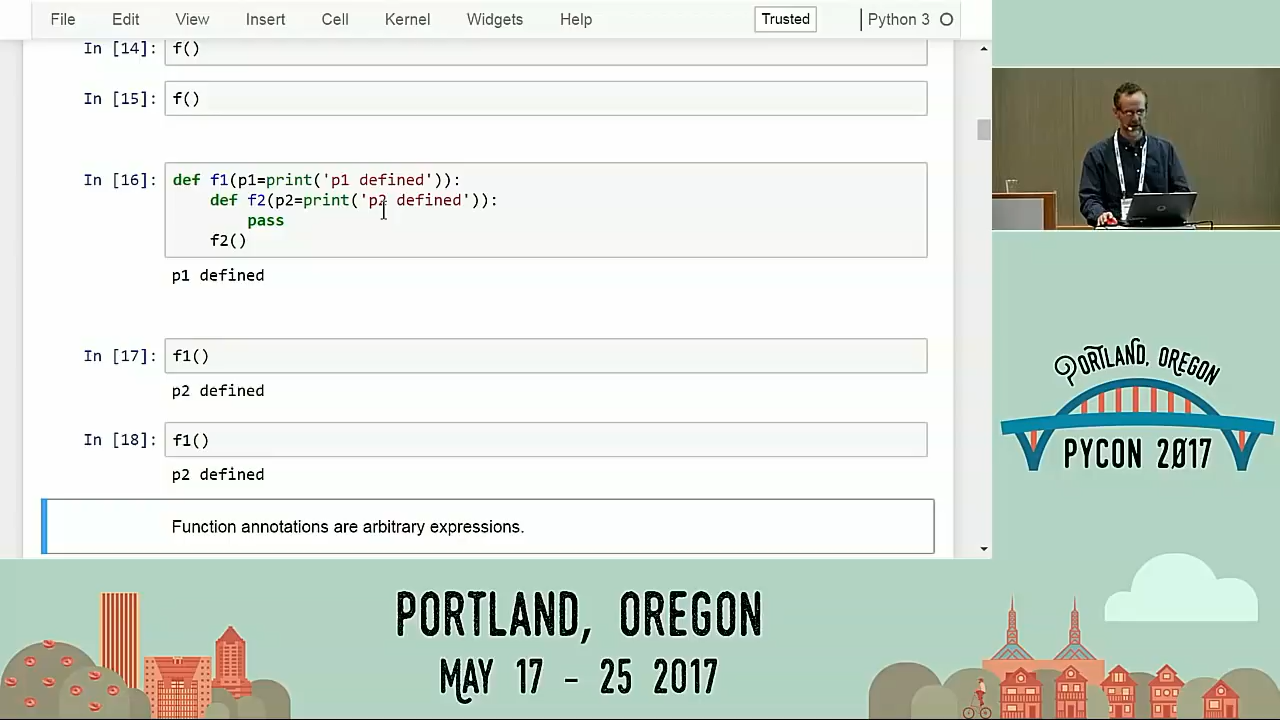 File Edit View Insert Cell Kernel Widgets Help Trusted Python 3
In [14]: f()
In [15]: f()
In [16]: def f1(p1=print('p1 defined')):
def f2(p2=print('p2 defined')):
pass
f2()
p1 defined
In [17]: f1()
p2 defined
In [18]: f1()
p2 defined
Function annotations are arbitrary expressions.
PORTLAND, OREGON
PYCON 2017
PORTLAND, OREGON
MAY 17 - 25 2017